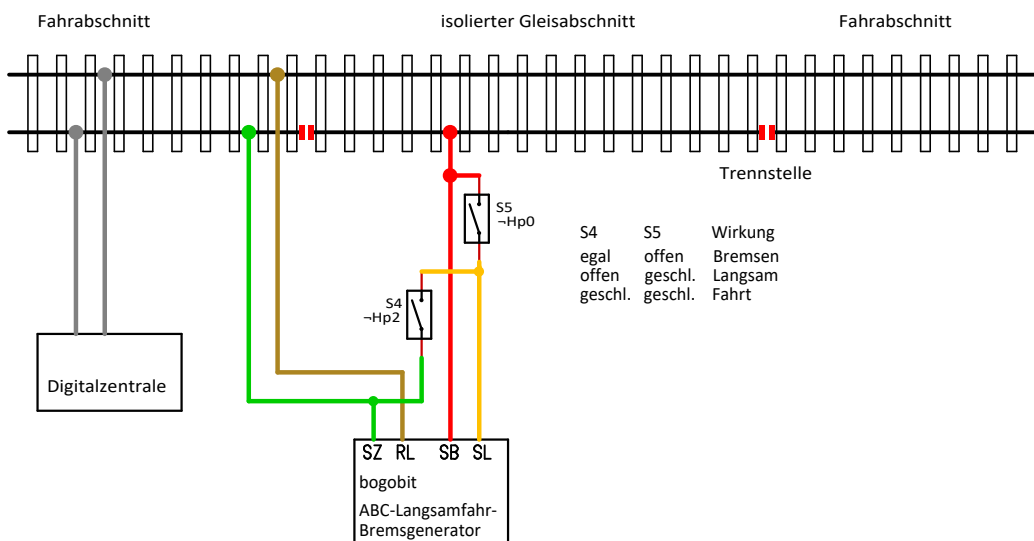 Fahrabschnitt
isolierter Gleisabschnitt
Fahrabschnitt
Trennstelle
S5
¬Hp0
S4 S5 Wirkung
egal offen Bremsen
offen geschl. Langsam
geschl. geschl. Fahrt
S4
¬Hp2
Digitalzentrale
SZ RL SB SL
bogobit
ABC-Langsamfahr-
Bremsgenerator